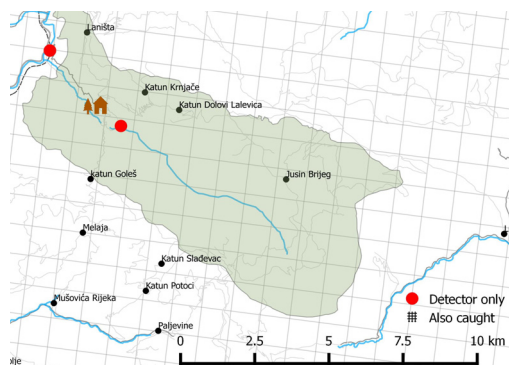 Laništa
Katun Krnjače
Katun Dolovi Lalevica
katun Goleš
Jusin Brijeg
Melaja
Katun Slađevac
Katun Potoci
Mušovića Rijeka
Paljevine
Detector only
Also caught
0 2.5 5 7.5 10 km